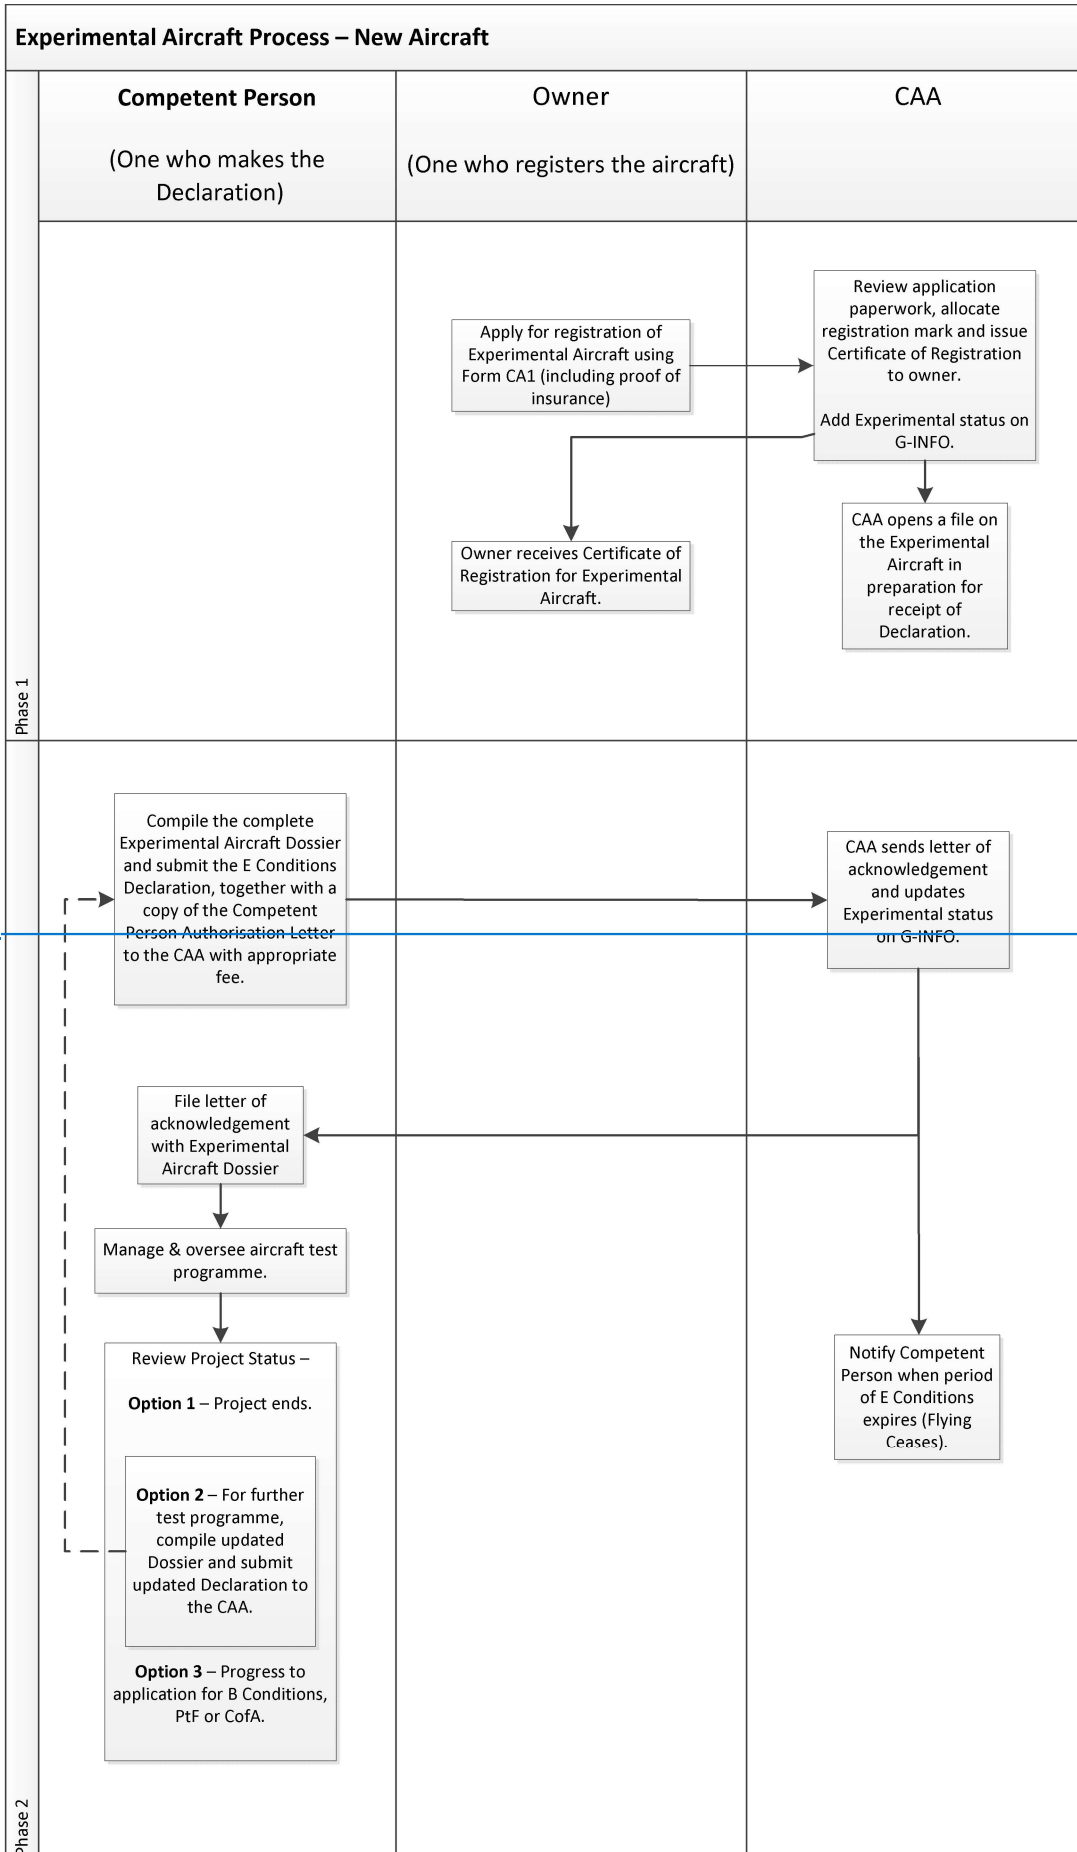 Experimental Aircraft Process – New Aircraft
Competent Person
(One who makes the
Declaration)
Owner
(One who registers the aircraft)
CAA
Phase 1
Apply for registration of
Experimental Aircraft using
Form CA1 (including proof of
insurance)
Review application
paperwork, allocate
registration mark and issue
Certificate of Registration
to owner.
Add Experimental status on
G-INFO.
Owner receives Certificate of
Registration for Experimental
Aircraft.
CAA opens a file on
the Experimental
Aircraft in
preparation for
receipt of
Declaration.
Phase 2
Compile the complete
Experimental Aircraft Dossier
and submit the E Conditions
Declaration, together with a
copy of the Competent
Person Authorisation Letter
to the CAA with appropriate
fee.
CAA sends letter of
acknowledgement
and updates
Experimental status
on G-INFO.
File letter of
acknowledgement
with Experimental
Aircraft Dossier
Manage & oversee aircraft test
programme.
Review Project Status –
Option 1 – Project ends.
Option 2 – For further
test programme,
compile updated
Dossier and submit
updated Declaration to
the CAA.
Option 3 – Progress to
application for B Conditions,
PtF or CofA.
Notify Competent
Person when period
of E Conditions
expires (Flying
Ceases).